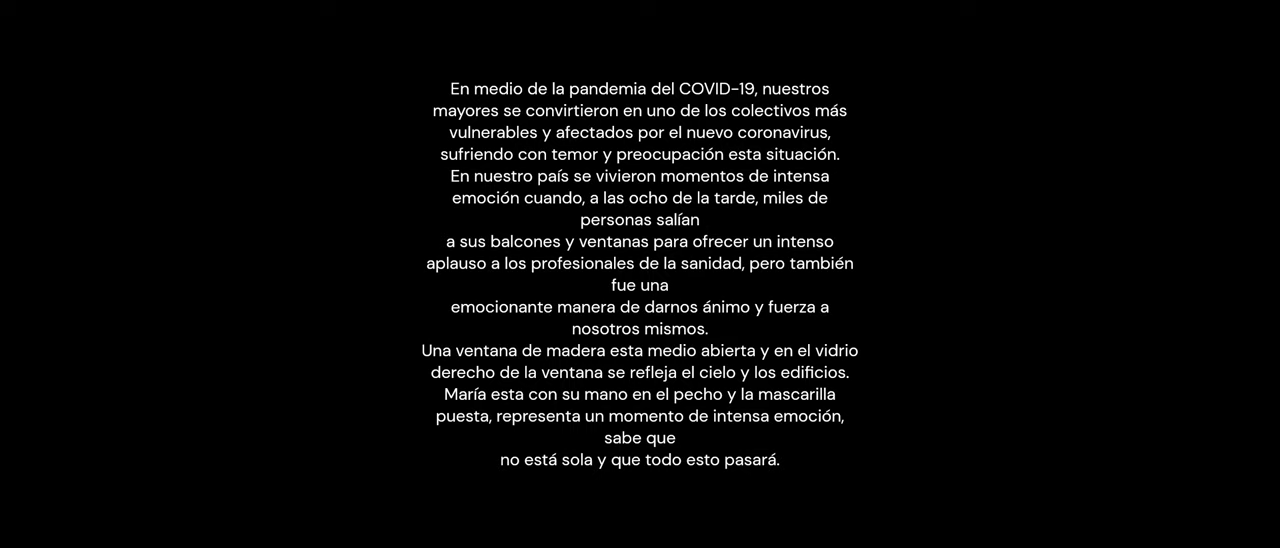 En medio de la pandemia del COVID-19, nuestros
mayores se convirtieron en uno de los colectivos más
vulnerables y afectados por el nuevo coronavirus,
sufriendo con temor y preocupación esta situación.
En nuestro país se vivieron momentos de intensa
emoción cuando, a las ocho de la tarde, miles de
personas salían
a sus balcones y ventanas para ofrecer un intenso
aplauso a los profesionales de la sanidad, pero también
fue una
emocionante manera de darnos ánimo y fuerza a
nosotros mismos.
Una ventana de madera esta medio abierta y en el vidrio
derecho de la ventana se refleja el cielo y los edificios.
María esta con su mano en el pecho y la mascarilla
puesta, representa un momento de intensa emoción,
sabe que
no está sola y que todo esto pasará.